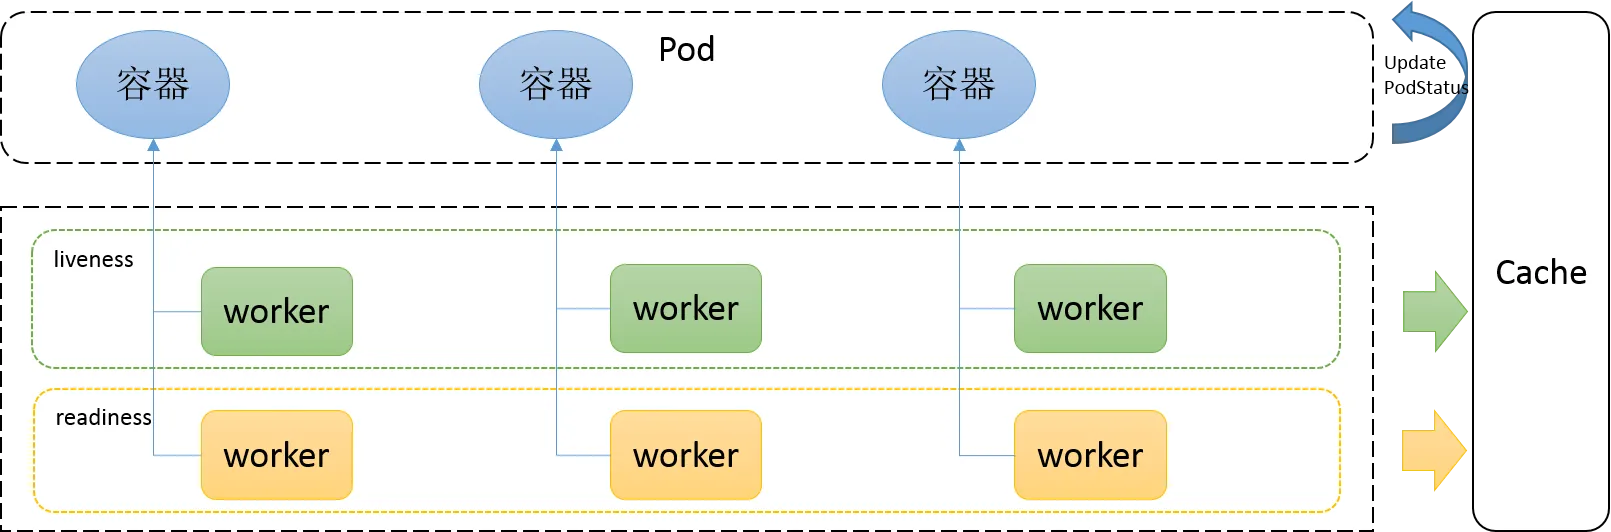 Pod
容器
容器
容器
Update
PodStatus
liveness
worker
worker
worker
Cache
readiness
worker
worker
worker